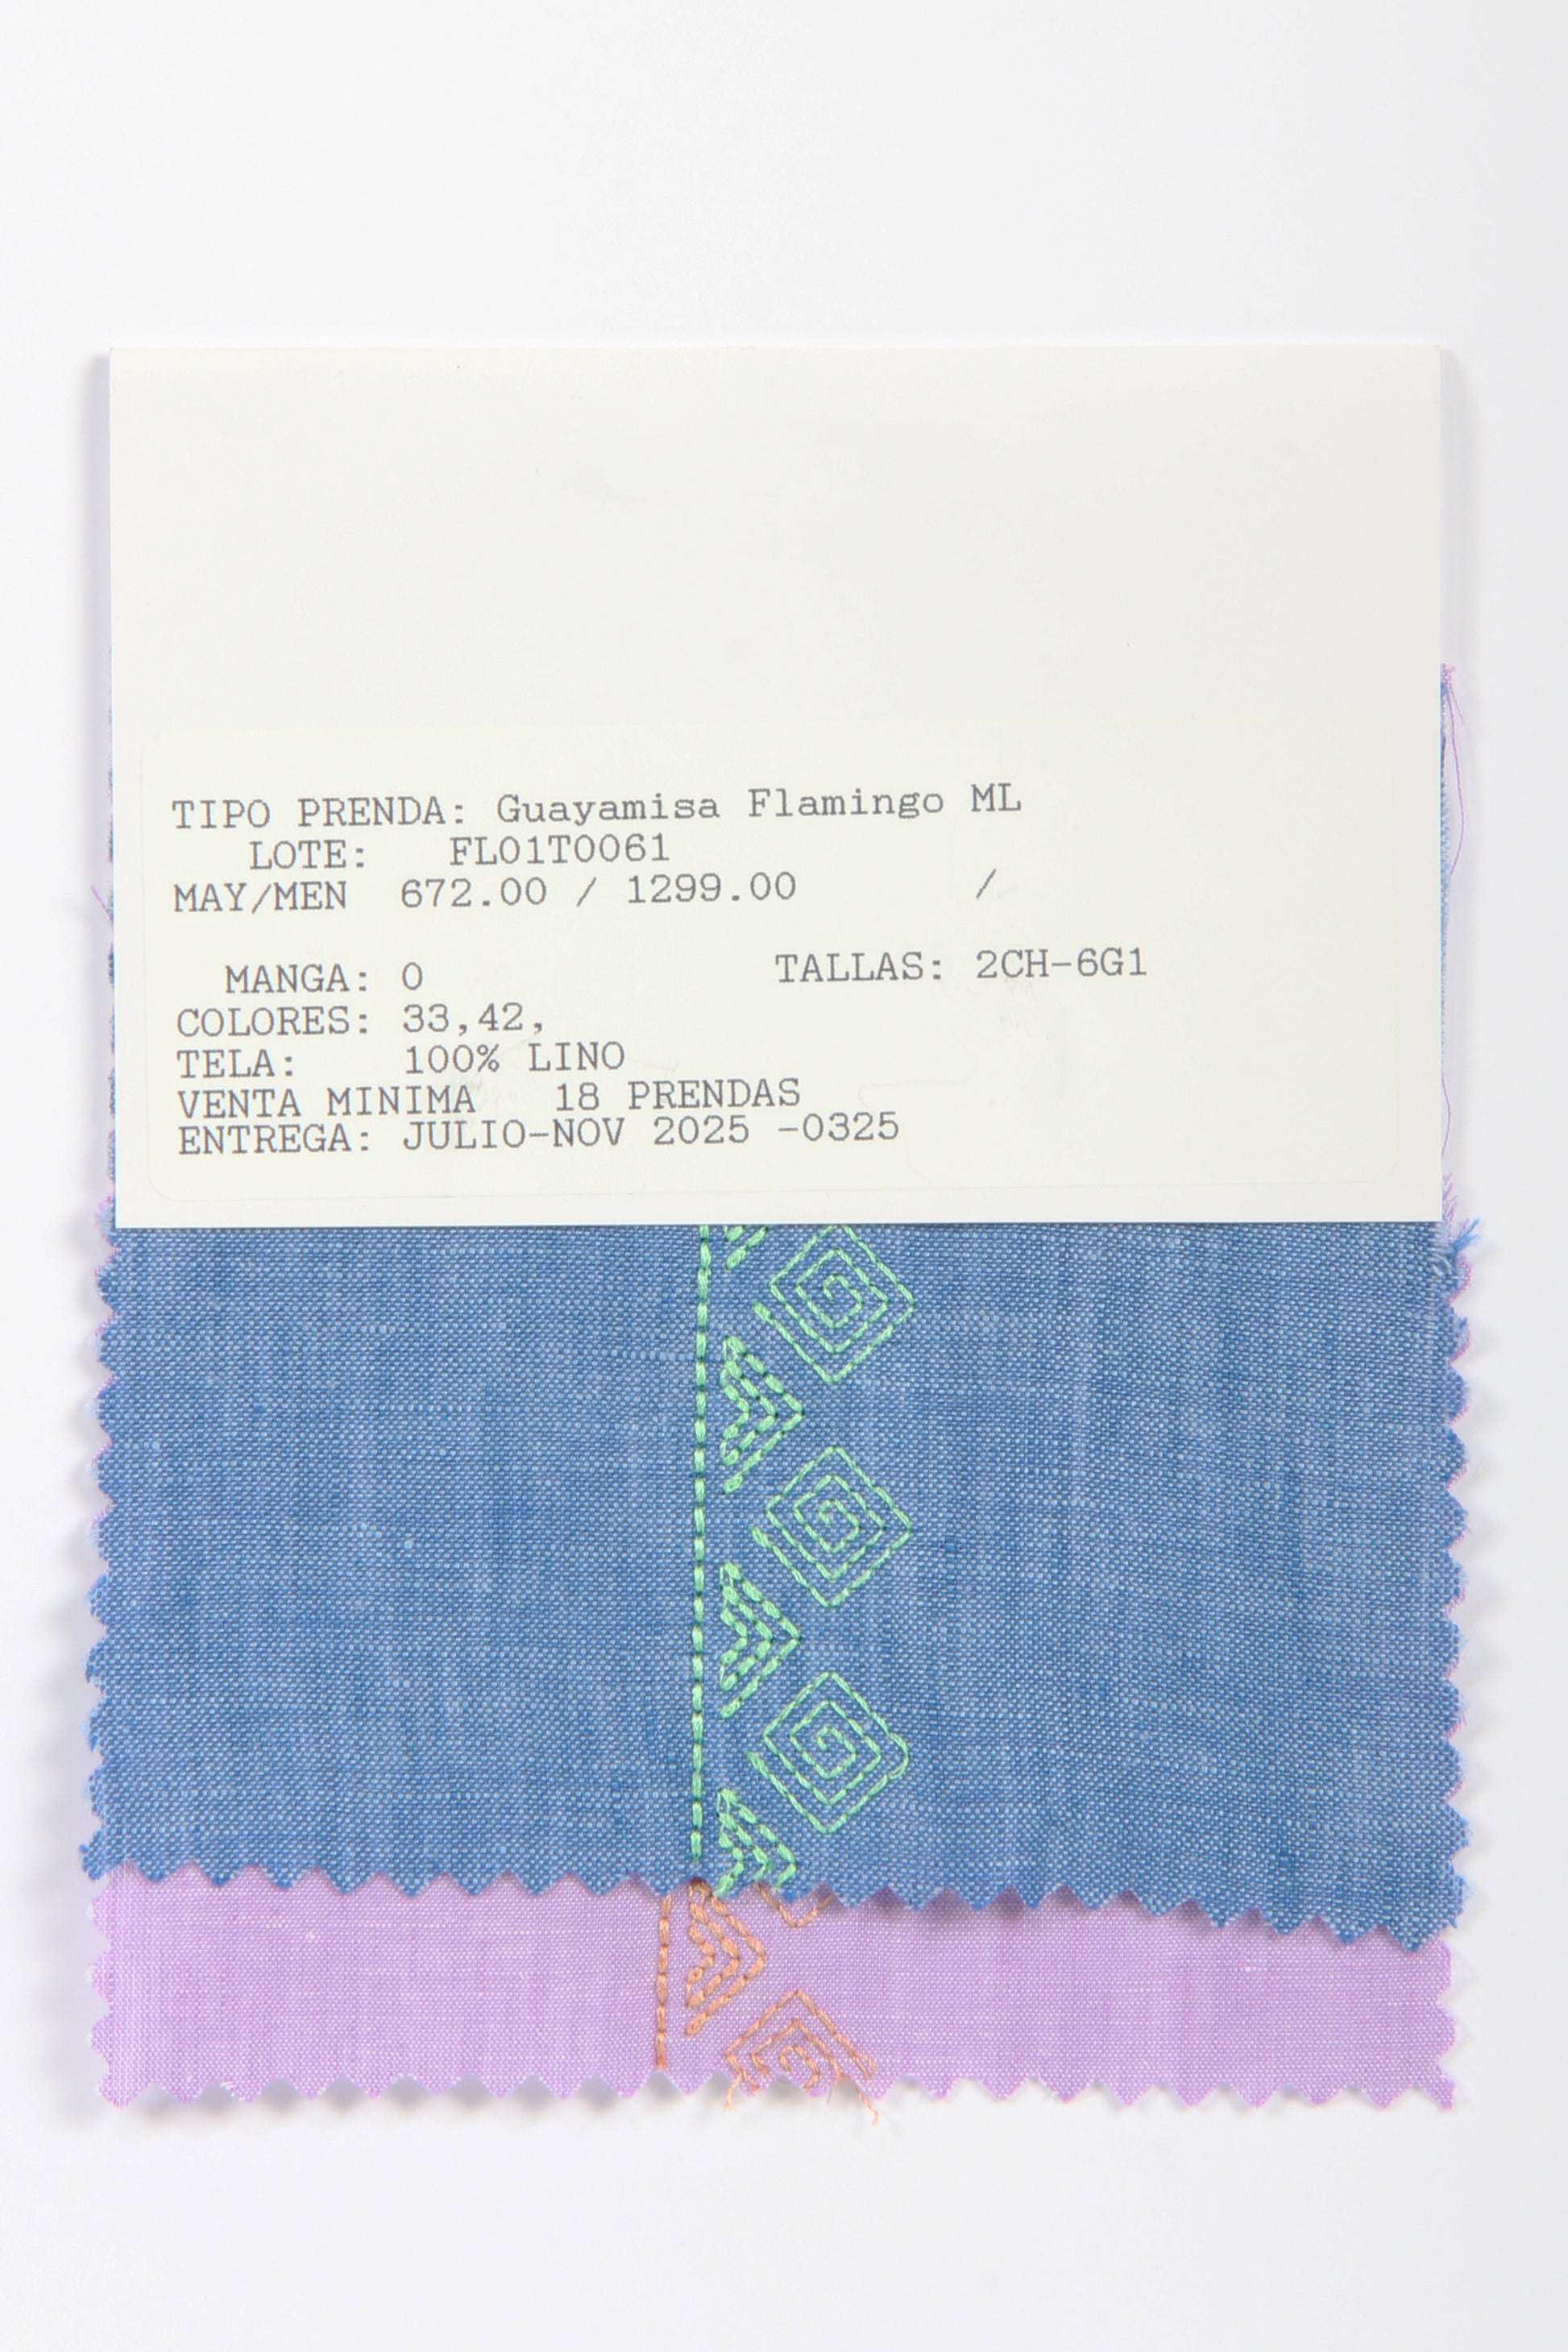 TIPO PRENDA: Guayamisa Flamingo ML
LOTE: FL01T0061
MAY/MEN 672.00 / 1299.00 /
MANGA: 0 TALLAS: 2CH-6G1
COLORES: 33,42,
TELA: 100% LINO
VENTA MINIMA 18 PRENDAS
ENTREGA: JULIO-NOV 2025 -0325